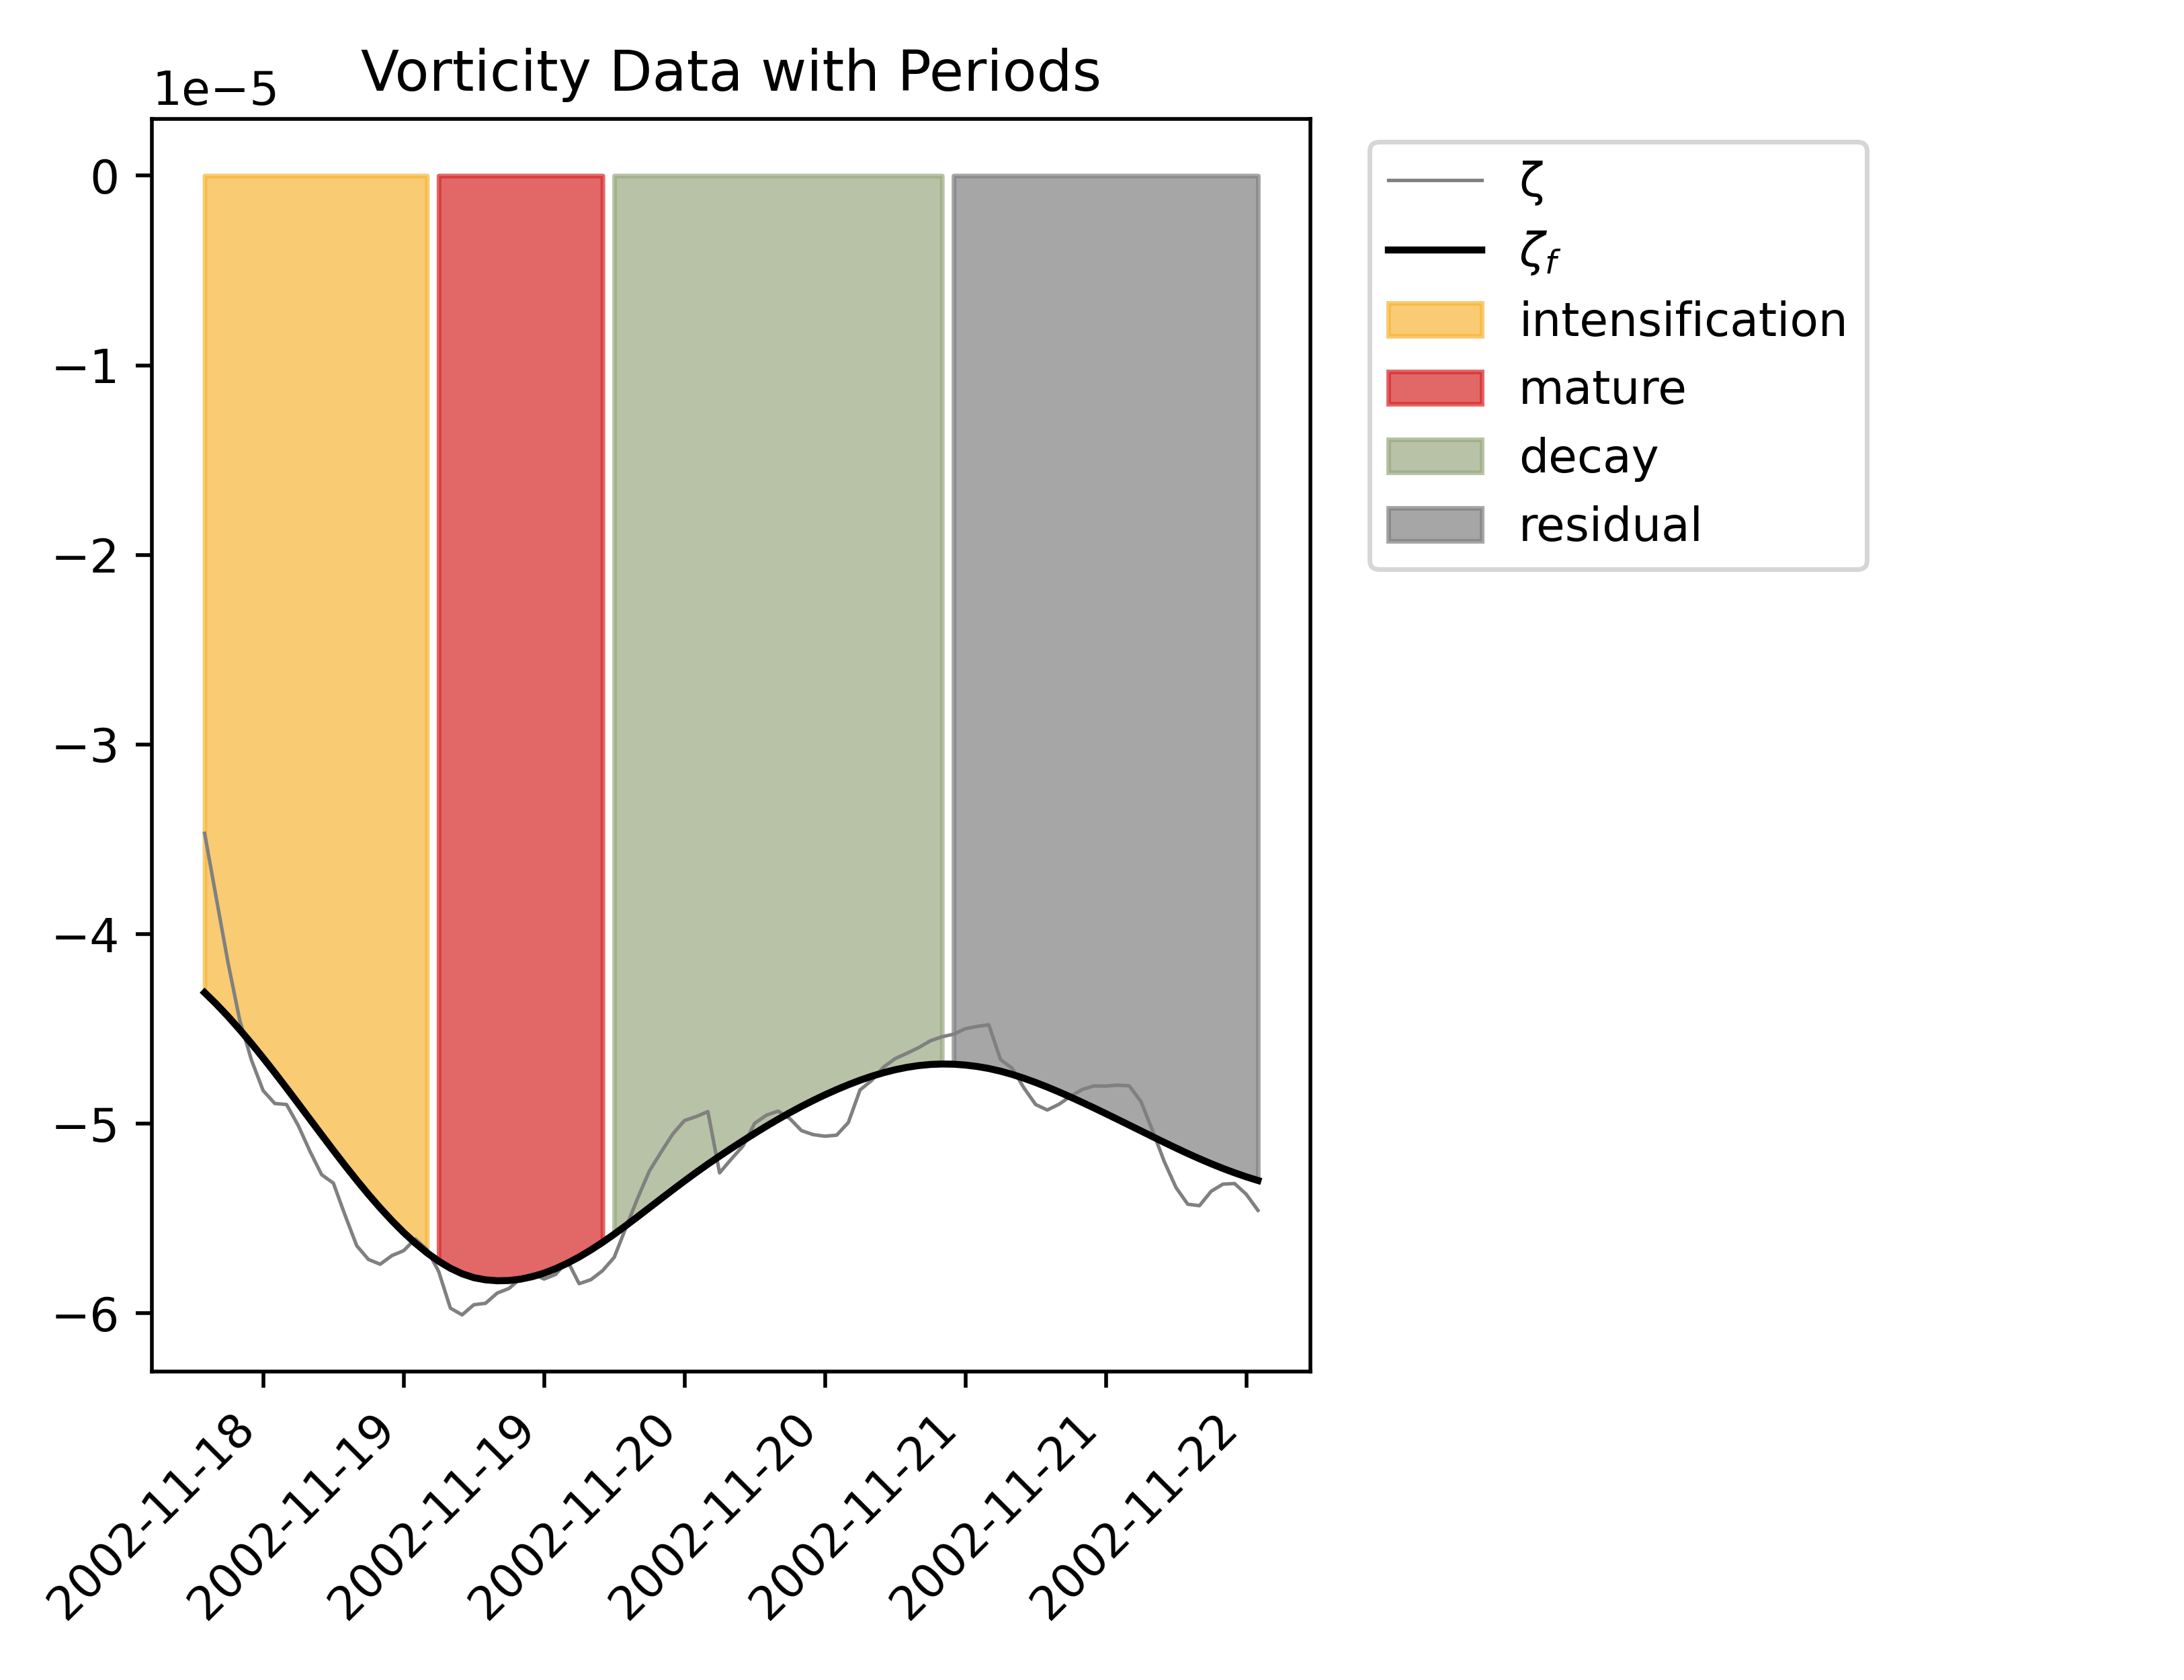 Vorticity Data with Periods
1e−5
0
−1
−2
−3
−4
−5
−6
2002-11-18
2002-11-19
2002-11-19
2002-11-20
2002-11-20
2002-11-21
2002-11-21
2002-11-22
ζ
ζf
intensification
mature
decay
residual